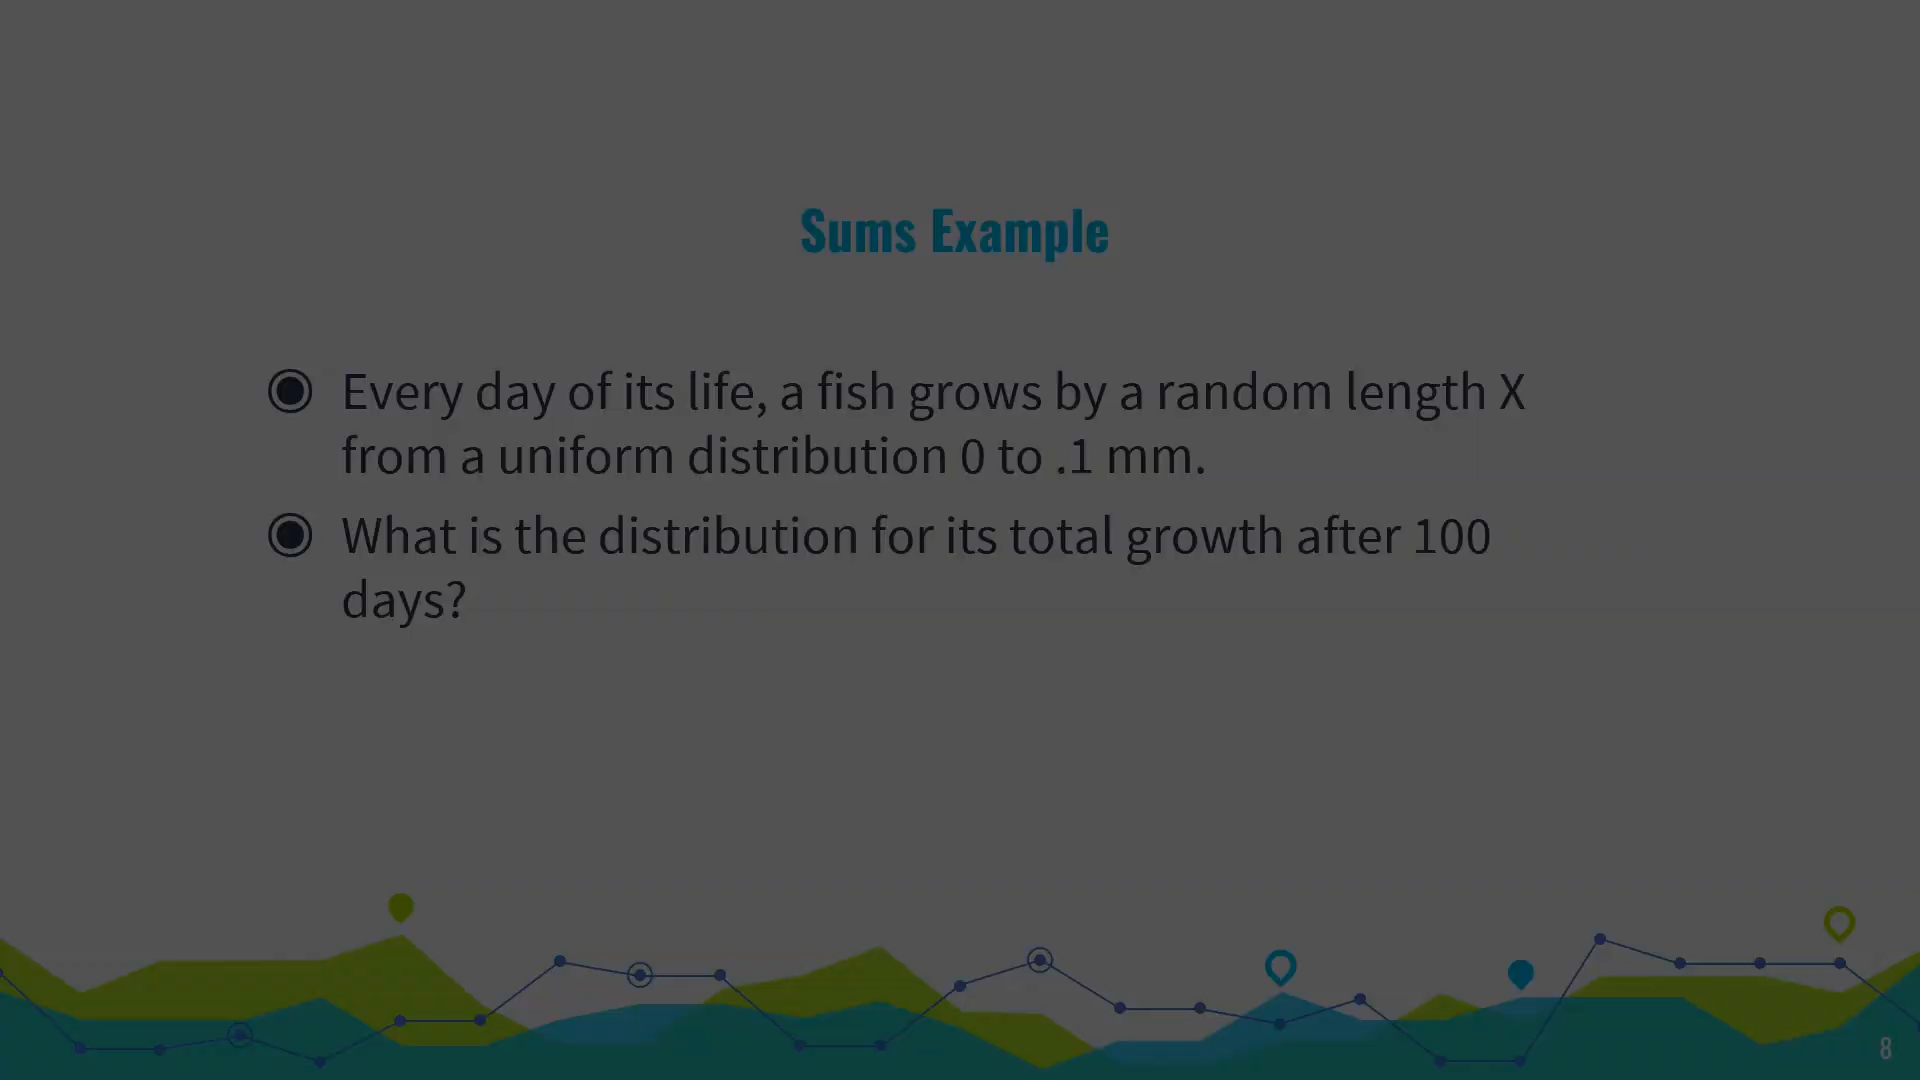 Sums Example
Every day of its life, a fish grows by a random length X
from a uniform distribution 0 to .1 mm.
What is the distribution for its total growth after 100
days?
8